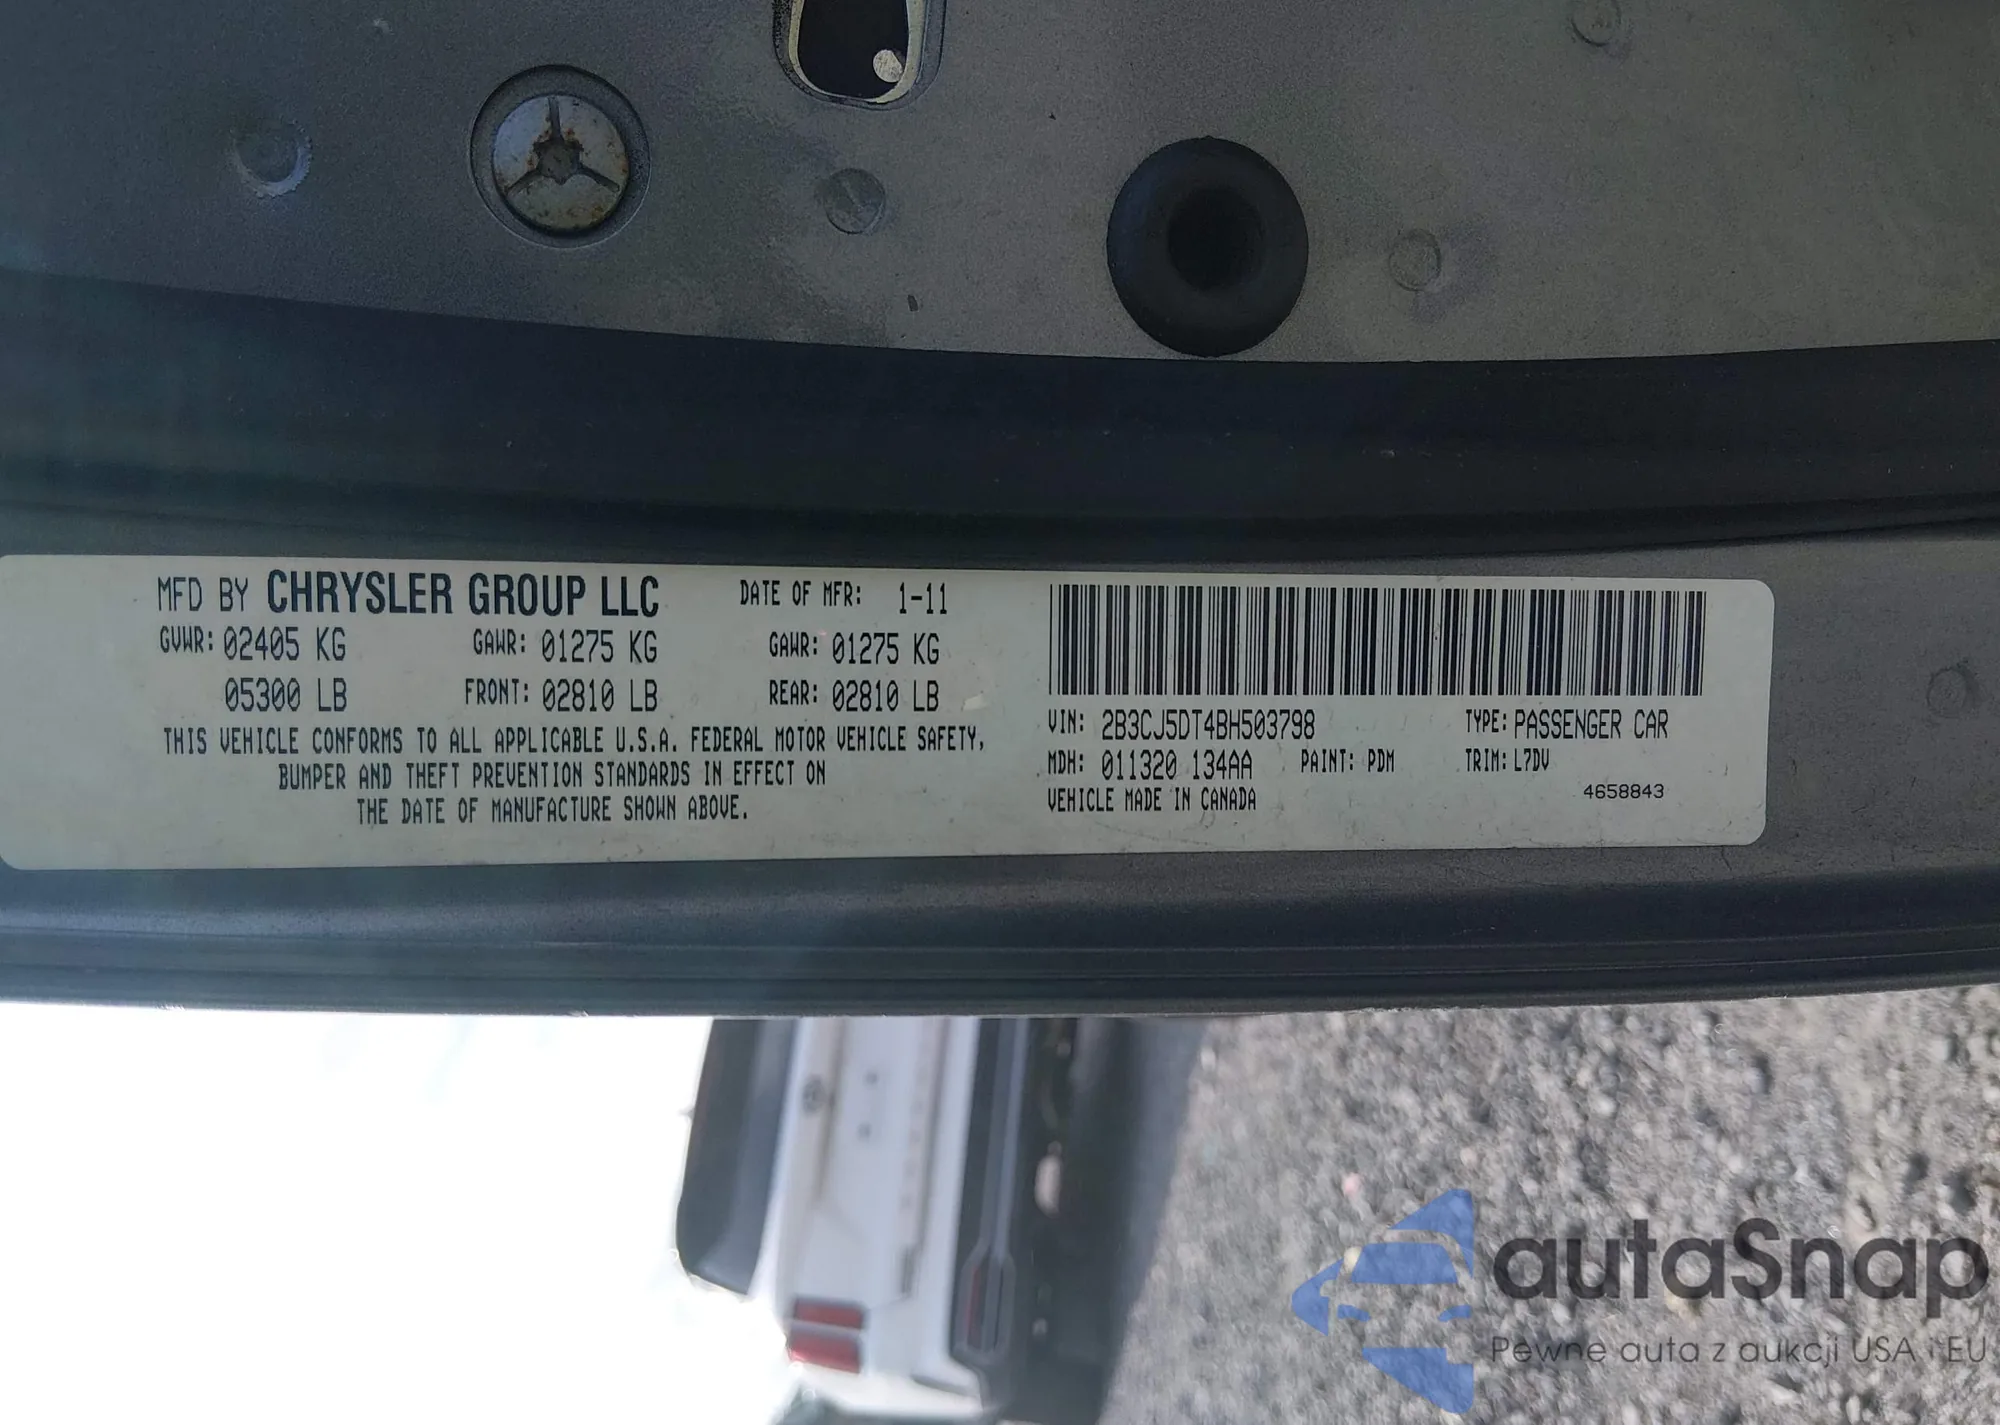 MFD BY CHRYSLER GROUP LLC DATE OF MFR: 1-11
GVWR: 02405 KG GAWR: 01275 KG GAWR: 01275 KG
05300 LB FRONT: 02810 LB REAR: 02810 LB
THIS VEHICLE CONFORMS TO ALL APPLICABLE U.S.A. FEDERAL MOTOR VEHICLE SAFETY,
BUMPER AND THEFT PREVENTION STANDARDS IN EFFECT ON
THE DATE OF MANUFACTURE SHOWN ABOVE.
VIN: 2B3CJ5DT4BH503798 TYPE: PASSENGER CAR
MDH: 011320 134AA PAINT: PDM TRIM: L7DV
VEHICLE MADE IN CANADA 4658843
autaSnap
Pewne auta z aukcji USA i EU